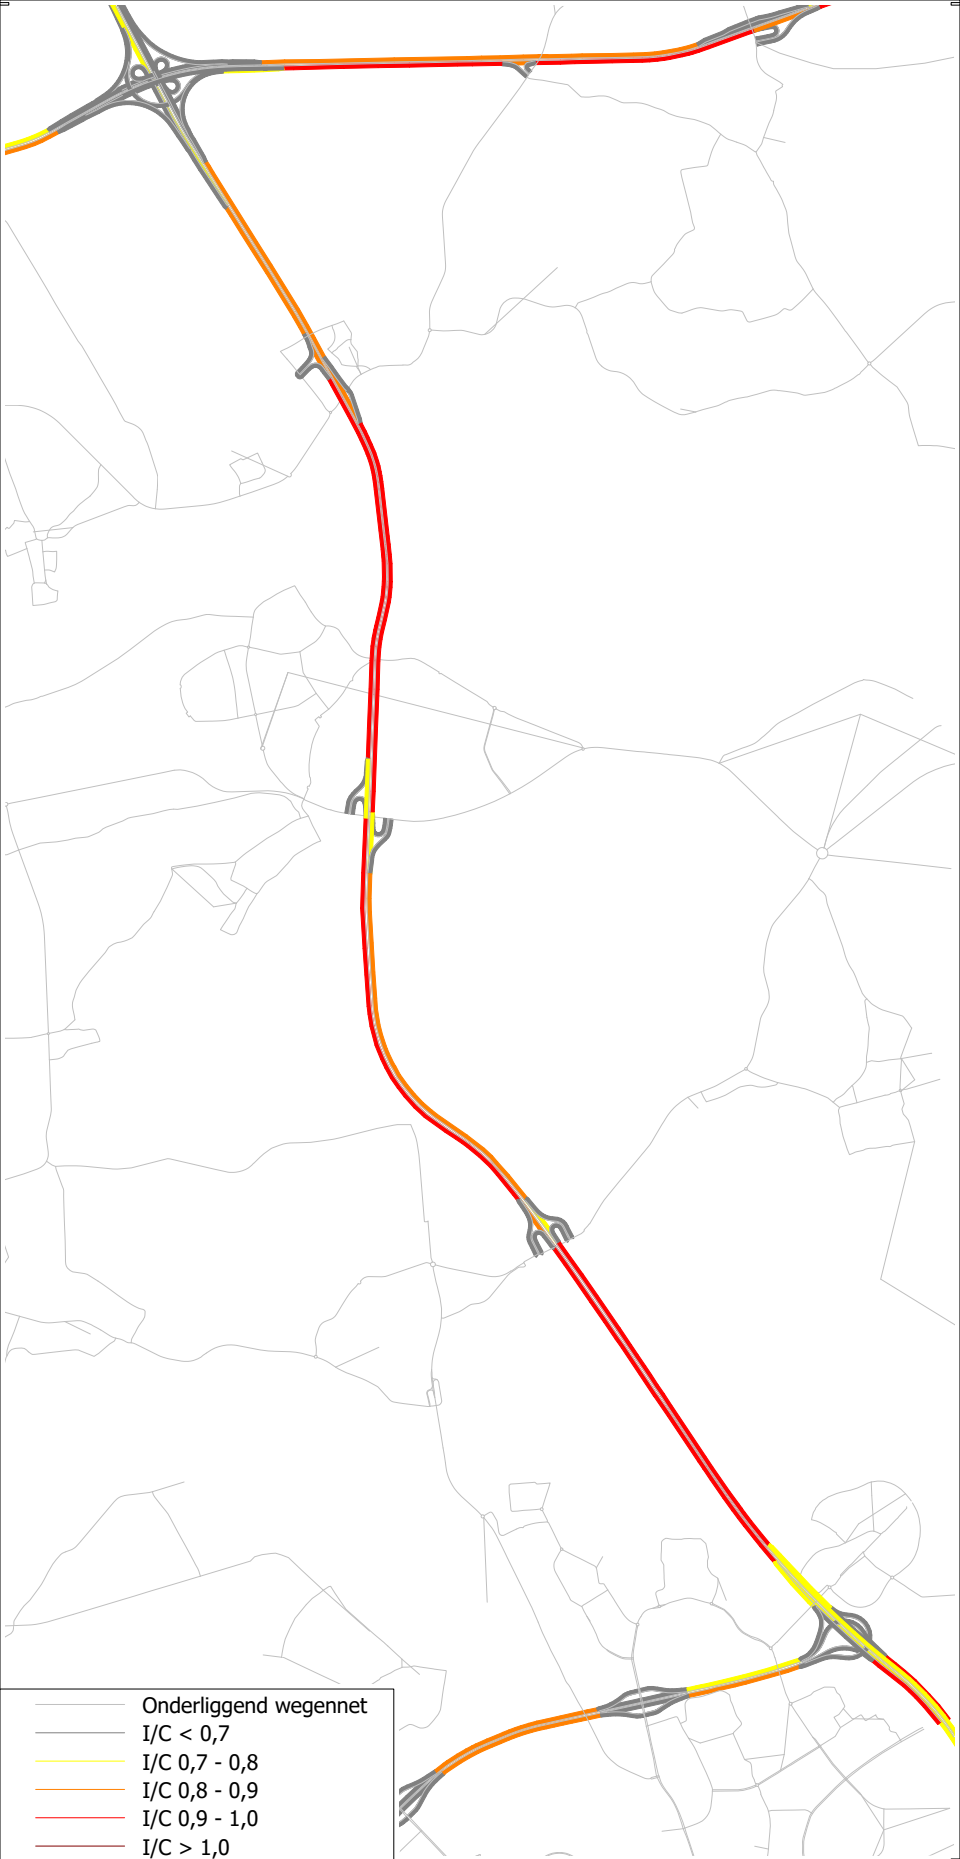 Onderliggend wegennet
I/C < 0,7
I/C 0,7 - 0,8
I/C 0,8 - 0,9
I/C 0,9 - 1,0
I/C > 1,0